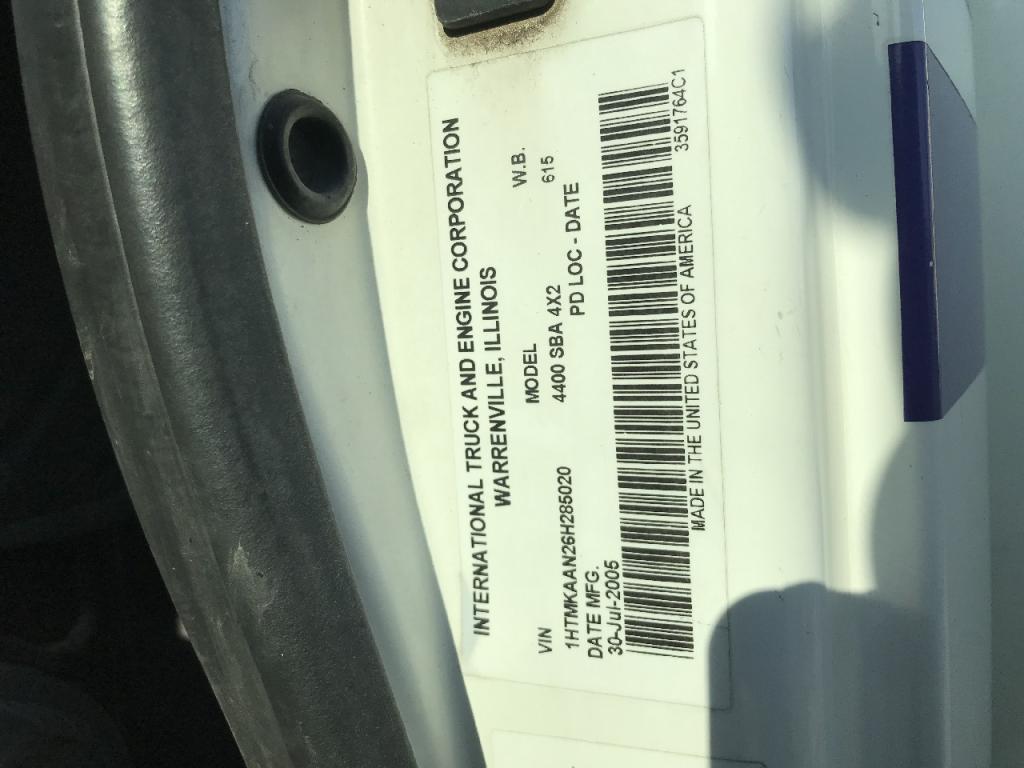 INTERNATIONAL TRUCK AND ENGINE CORPORATION
WARRENVILLE, ILLINOIS
VIN MODEL W.B.
1HTMKAAN26H285020 4400 SBA 4X2 615
DATE MFG. PD LOC - DATE
30-Jul-2005
MADE IN THE UNITED STATES OF AMERICA 3591764C1